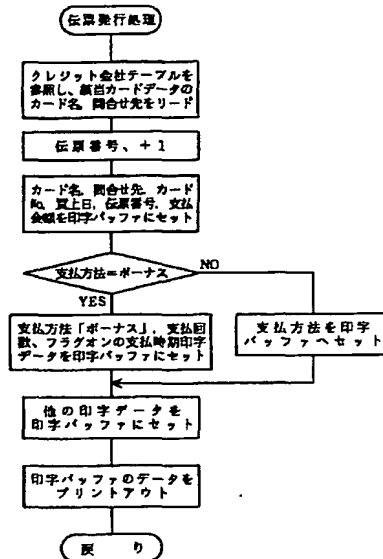 伝票発行処理
クレジット会社テーブルを
参照し、該当カードデータの
カード名、問合せ先をリード
伝票番号、+1
カード名、問合せ先、カード
No、買上日、伝票番号、支払
金額を印字バッファにセット
支払方法=ボーナス
NO
YES
支払方法「ボーナス」、支払回
数、フラグオンの支払時期印字
データを印字バッファにセット
支払方法を印字
バッファへセット
他の印字データを
印字バッファにセット
印字バッファのデータを
プリントアウト
戻り